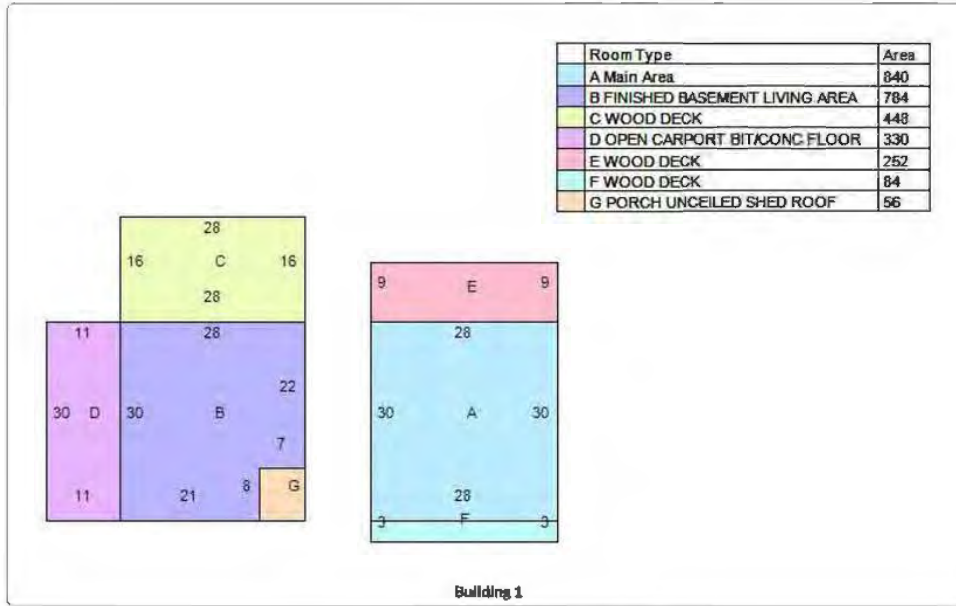 Room Type Area
A Main Area 840
B FINISHED BASEMENT LIVING AREA 784
C WOOD DECK 448
D OPEN CARPORT BIT/CONC FLOOR 330
E WOOD DECK 252
F WOOD DECK 84
G PORCH UNCEILED SHED ROOF 56
28
16 C 16
28
9 E 9
11 28 28
22
30 D 30 B 30 A 30
7
11 21 8 G 28
3 F 3
Building 1